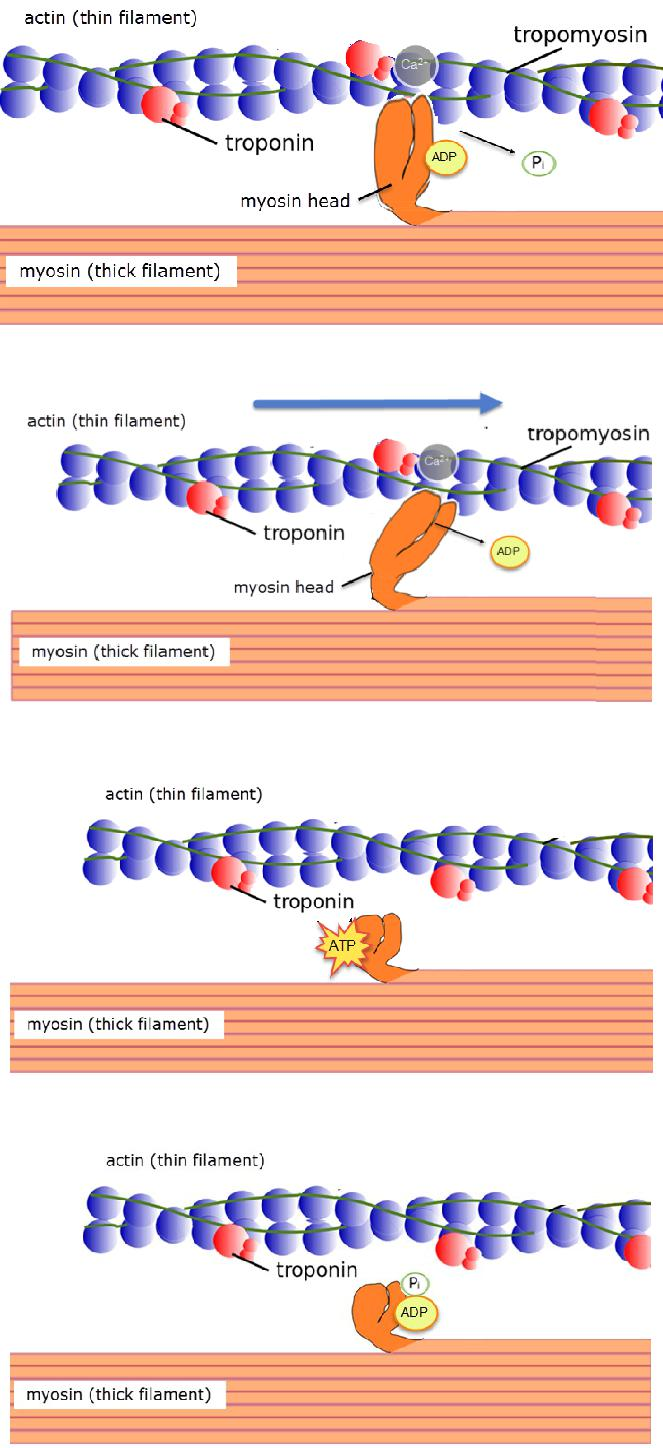 actin (thin filament)
tropomyosin
Ca²⁻
troponin
ADP
Pᵢ
myosin head
myosin (thick filament)
actin (thin filament)
tropomyosin
Ca²⁺
troponin
ADP
myosin head
myosin (thick filament)
actin (thin filament)
troponin
ATP
myosin (thick filament)
actin (thin filament)
troponin
Pᵢ
ADP
myosin (thick filament)